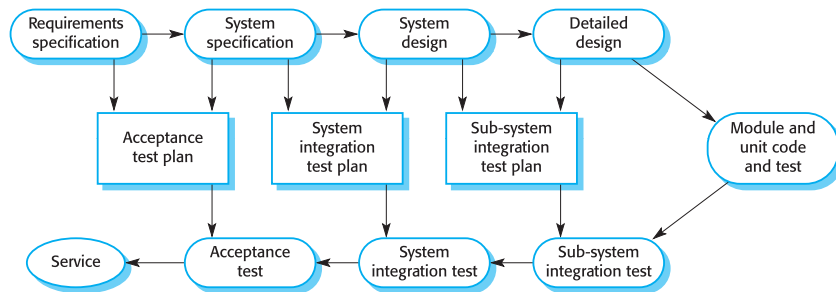 Requirements
specification
System
specification
System
design
Detailed
design
Acceptance
test plan
System
integration
test plan
Sub-system
integration
test plan
Module and
unit code
and test
Service
Acceptance
test
System
integration test
Sub-system
integration test